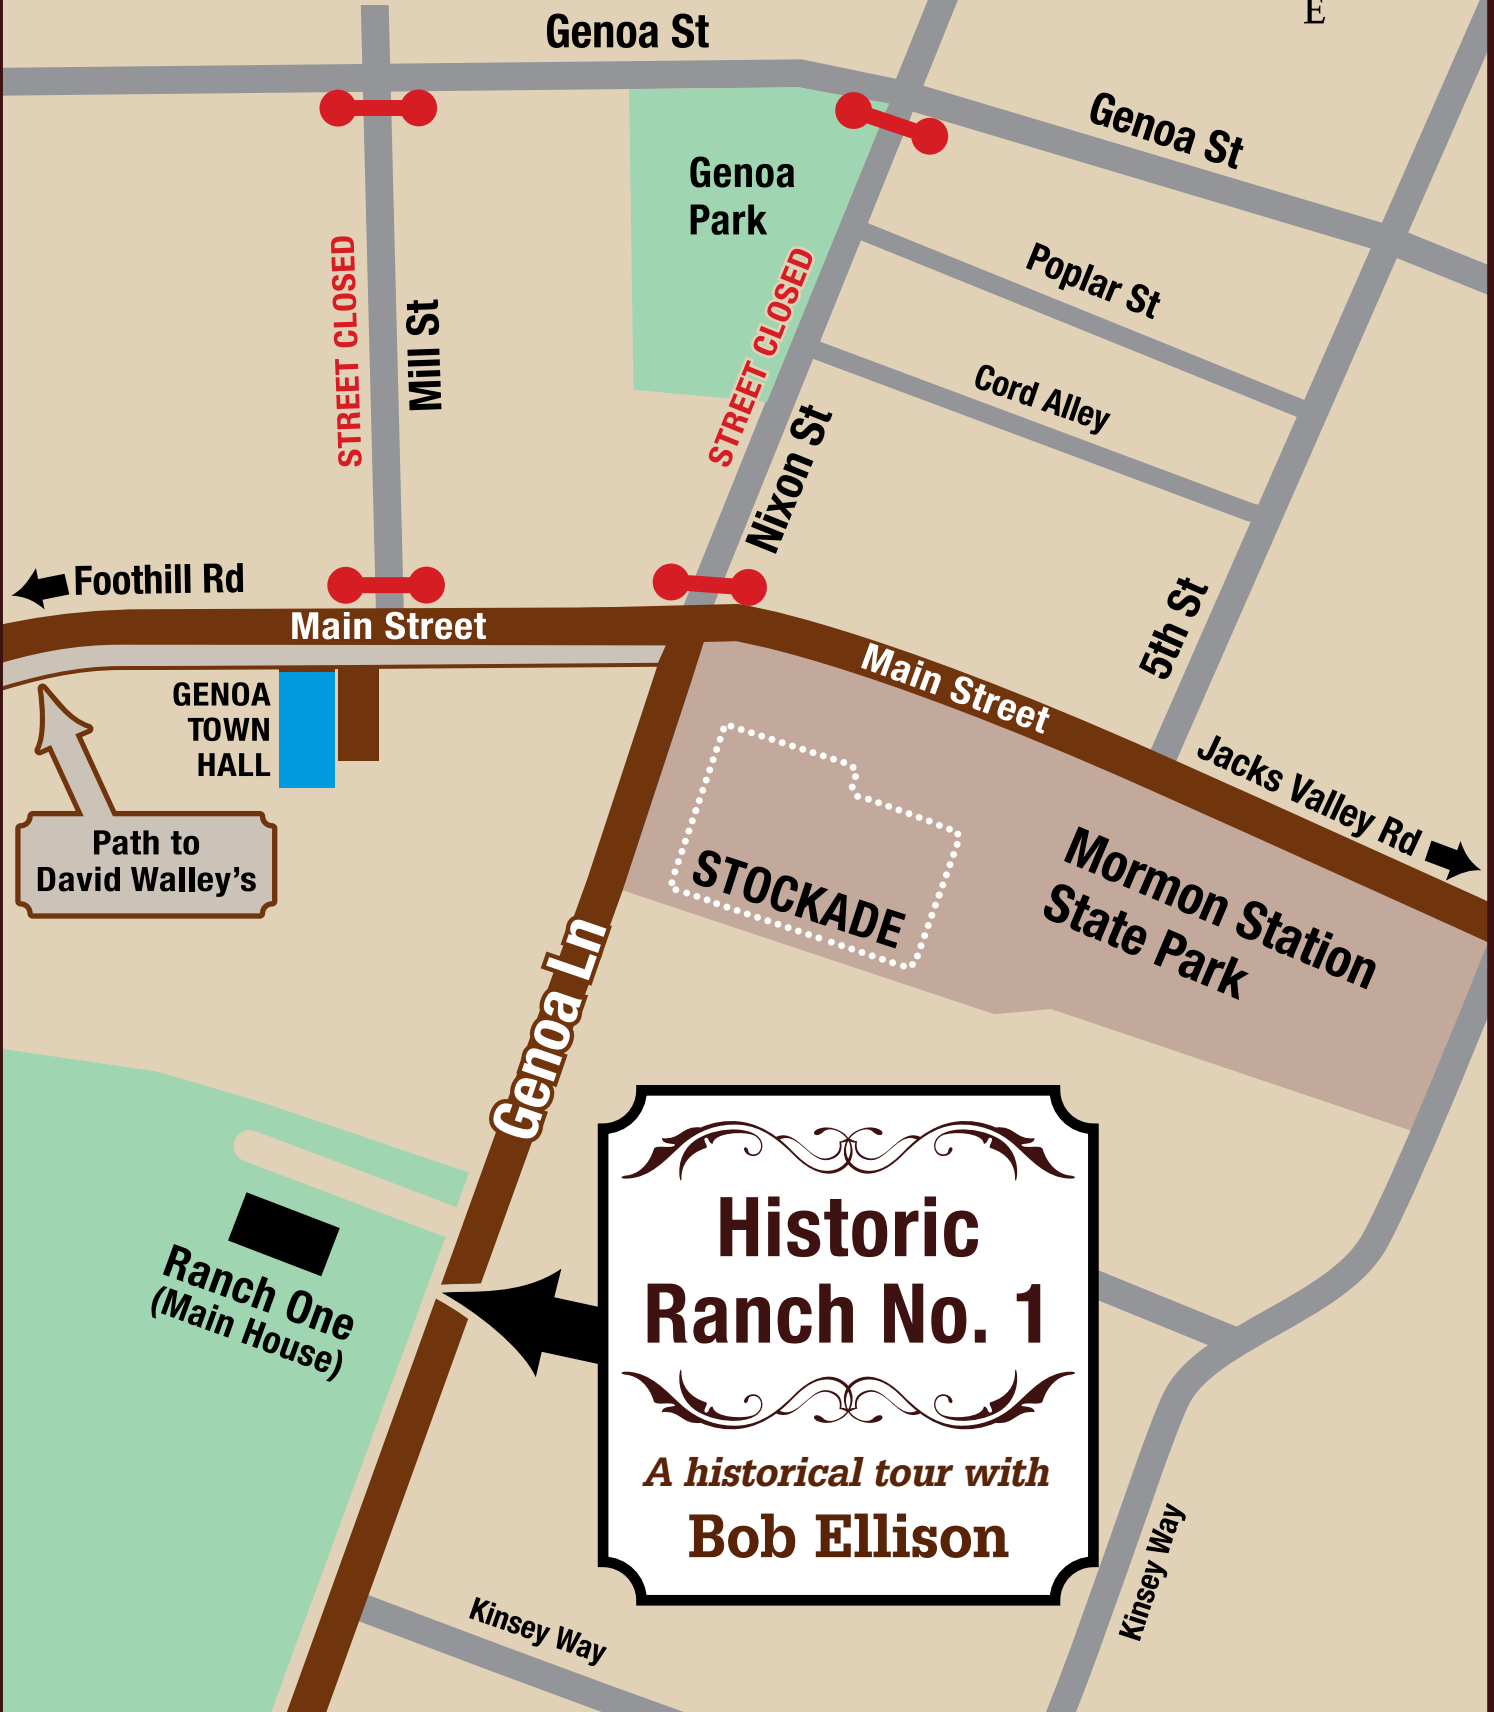 E
Genoa St
Genoa St
Genoa
Park
STREET CLOSED
Mill St
STREET CLOSED
Nixon St
Poplar St
Cord Alley
5th St
Foothill Rd
Main Street
Main Street
Jacks Valley Rd
GENOA
TOWN
HALL
Path to
David Walley's
STOCKADE
Mormon Station
State Park
Genoa Ln
Ranch One
(Main House)
Historic
Ranch No. 1
A historical tour with
Bob Ellison
Kinsey Way
Kinsey Way